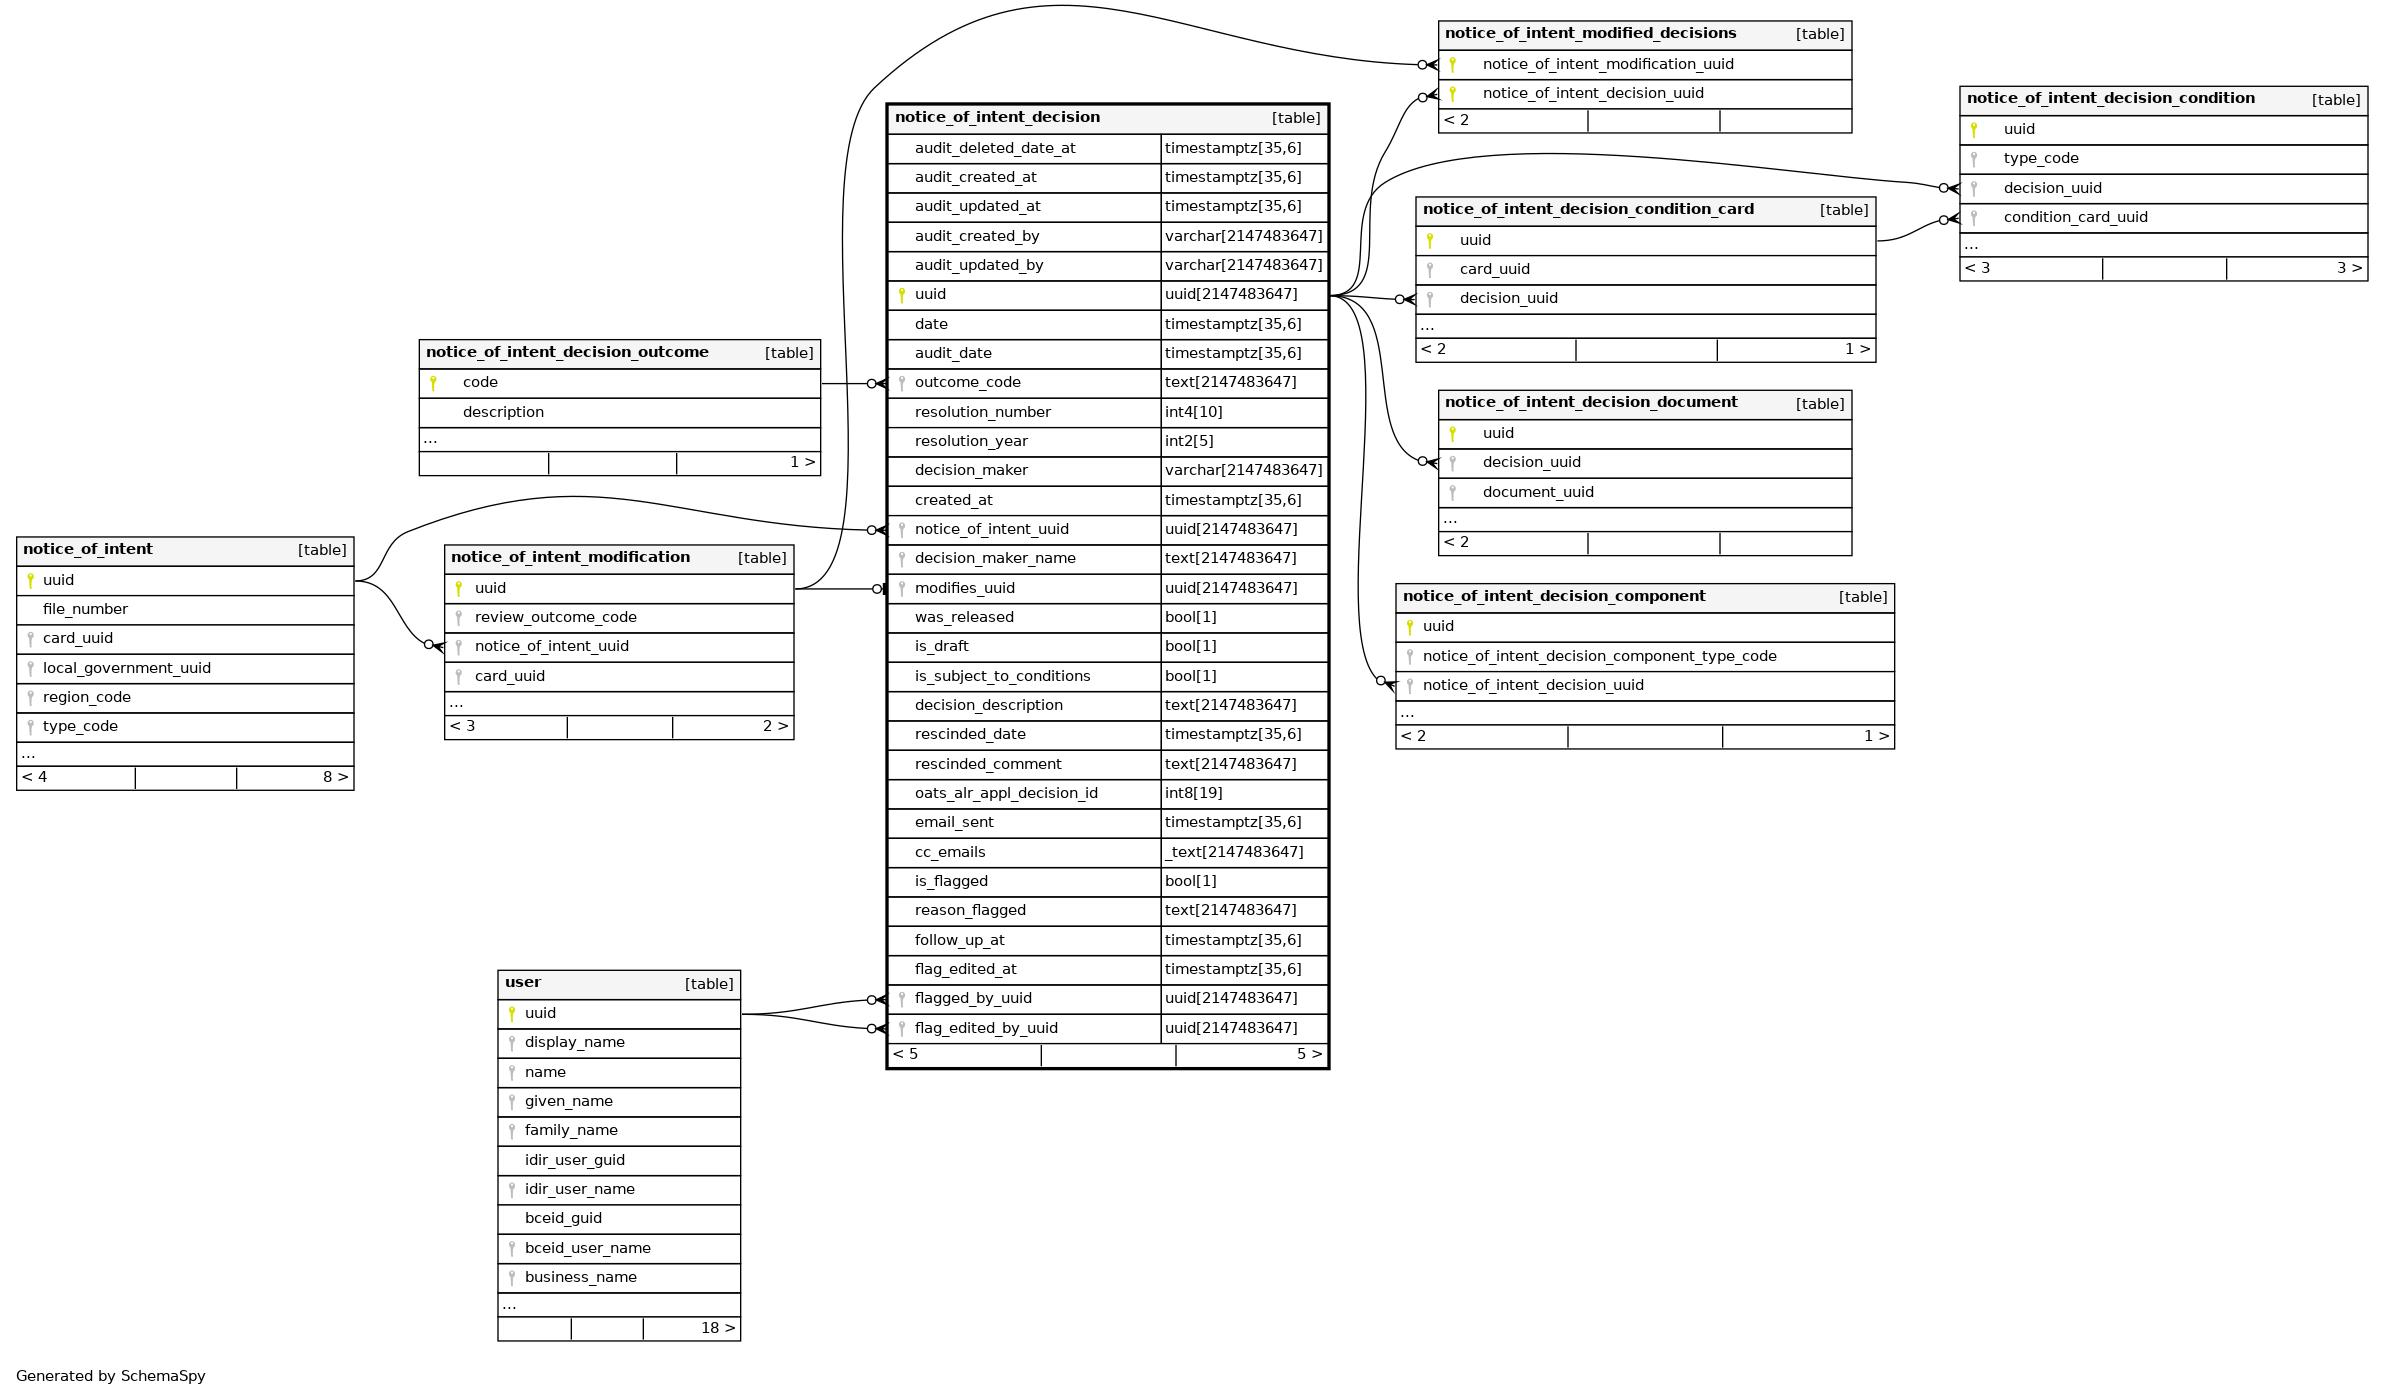 notice_of_intent_modified_decisions [table]
notice_of_intent_modification_uuid
notice_of_intent_decision_uuid
< 2
notice_of_intent_decision_condition [table]
uuid
type_code
decision_uuid
condition_card_uuid
...
< 3 3 >
notice_of_intent_decision [table]
audit_deleted_date_at timestamptz[35,6]
audit_created_at timestamptz[35,6]
audit_updated_at timestamptz[35,6]
audit_created_by varchar[2147483647]
audit_updated_by varchar[2147483647]
uuid uuid[2147483647]
date timestamptz[35,6]
audit_date timestamptz[35,6]
outcome_code text[2147483647]
resolution_number int4[10]
resolution_year int2[5]
decision_maker varchar[2147483647]
created_at timestamptz[35,6]
notice_of_intent_uuid uuid[2147483647]
decision_maker_name text[2147483647]
modifies_uuid uuid[2147483647]
was_released bool[1]
is_draft bool[1]
is_subject_to_conditions bool[1]
decision_description text[2147483647]
rescinded_date timestamptz[35,6]
rescinded_comment text[2147483647]
oats_alr_appl_decision_id int8[19]
email_sent timestamptz[35,6]
cc_emails _text[2147483647]
is_flagged bool[1]
reason_flagged text[2147483647]
follow_up_at timestamptz[35,6]
flag_edited_at timestamptz[35,6]
flagged_by_uuid uuid[2147483647]
flag_edited_by_uuid uuid[2147483647]
< 5 5 >
notice_of_intent_decision_condition_card [table]
uuid
card_uuid
decision_uuid
...
< 2 1 >
notice_of_intent_decision_outcome [table]
code
description
...
1 >
notice_of_intent_decision_document [table]
uuid
decision_uuid
document_uuid
...
< 2
notice_of_intent [table]
uuid
file_number
card_uuid
local_government_uuid
region_code
type_code
...
< 4 8 >
notice_of_intent_modification [table]
uuid
review_outcome_code
notice_of_intent_uuid
card_uuid
...
< 3 2 >
notice_of_intent_decision_component [table]
uuid
notice_of_intent_decision_component_type_code
notice_of_intent_decision_uuid
...
< 2 1 >
user [table]
uuid
display_name
name
given_name
family_name
idir_user_guid
idir_user_name
bceid_guid
bceid_user_name
business_name
...
18 >
Generated by SchemaSpy